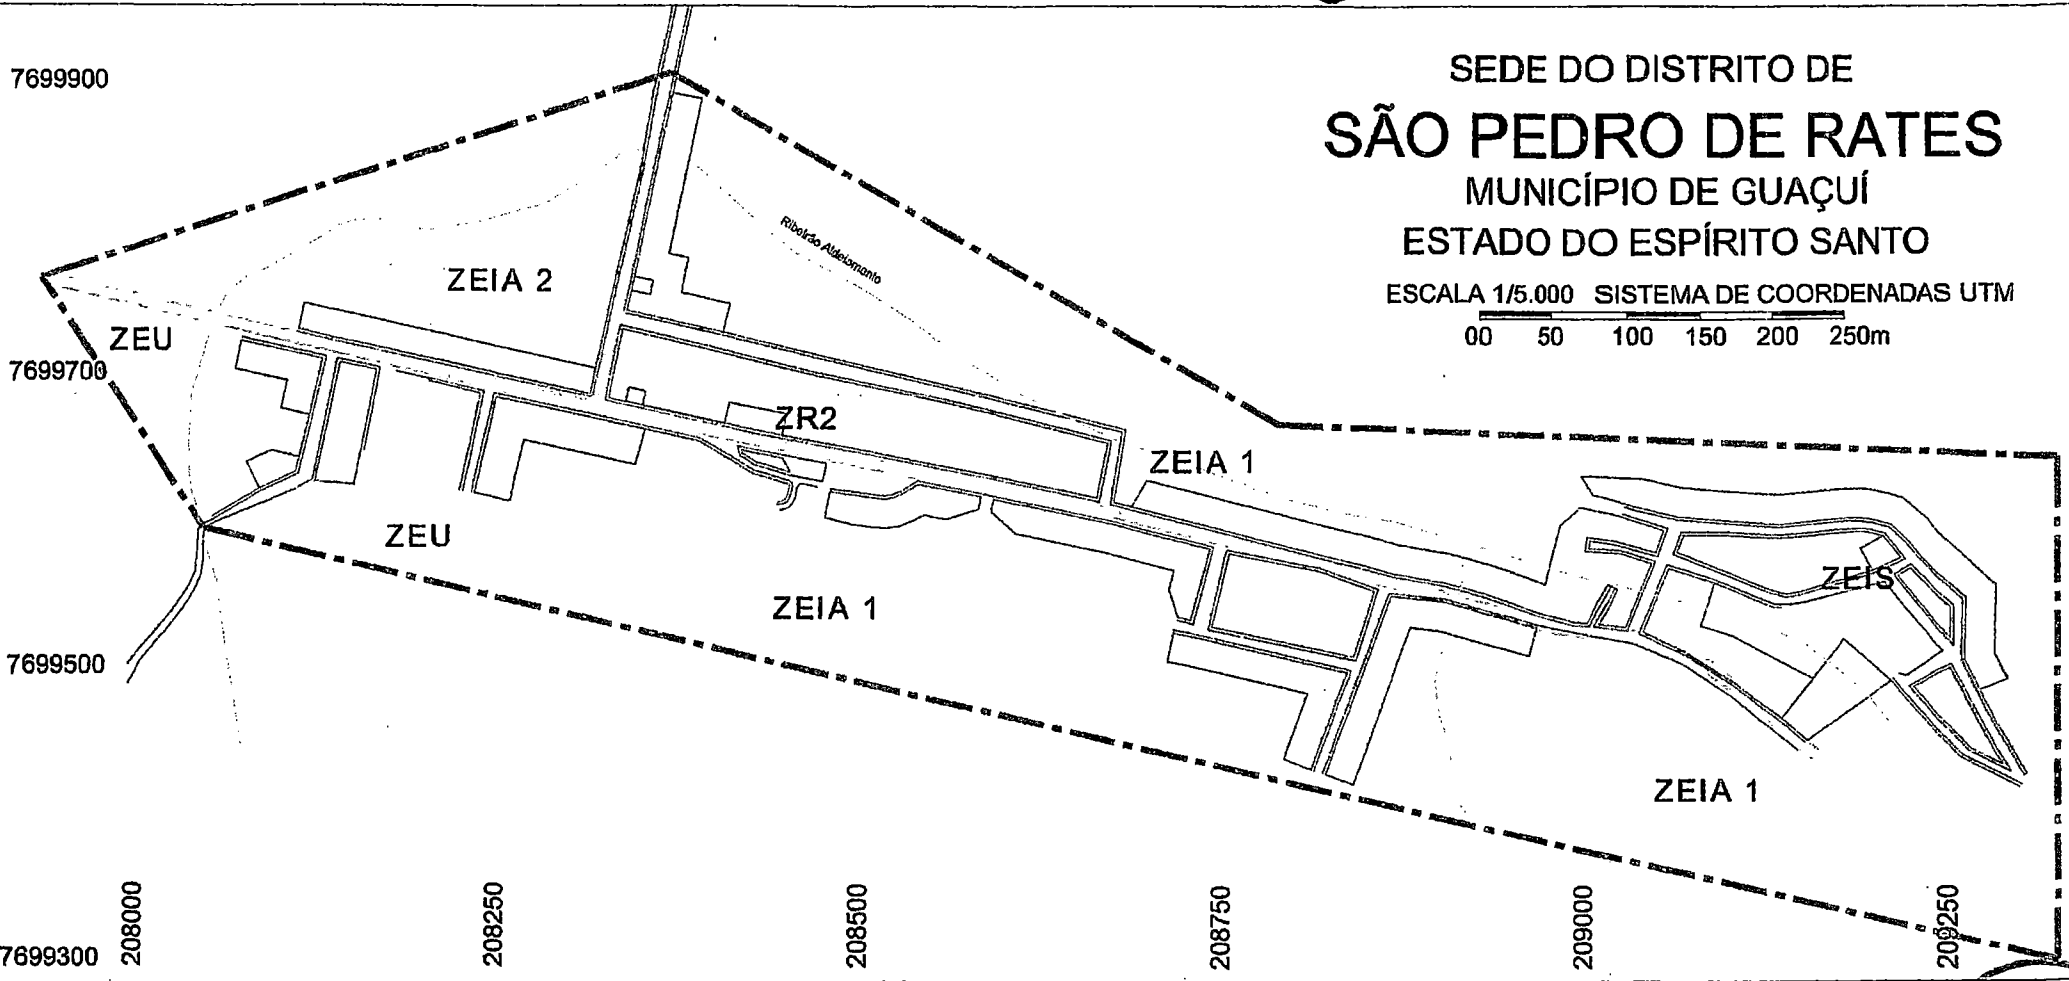 7699900
SEDE DO DISTRITO DE
SÃO PEDRO DE RATES
MUNICÍPIO DE GUAÇUÍ
ESTADO DO ESPÍRITO SANTO
ESCALA 1/5.000 SISTEMA DE COORDENADAS UTM
00 50 100 150 200 250m
Ribeirão
ZEIA 2
ZEU
7699700
ZR2
ZEIA 1
ZEU
ZEIS
ZEIA 1
7699500
ZEIA 1
7699300
208000
208250
208500
208750
209000
209250